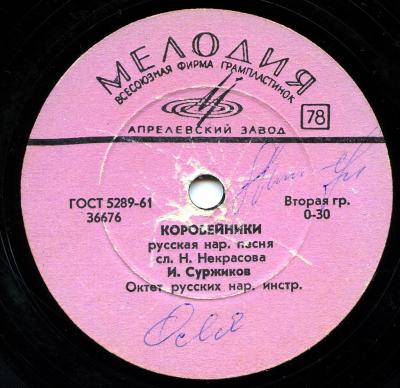 МЕЛОДИЯ
ВСЕСОЮЗНАЯ ФИРМА ГРАМПЛАСТИНОК
78
АПРЕЛЕВСКИЙ ЗАВОД
ГОСТ 5289-61
36676
Вторая гр.
0-30
КОРОБЕЙНИКИ
русская нар. песня
сл. Н. Некрасова
И. Суржиков
Октет русских нар. инстр.